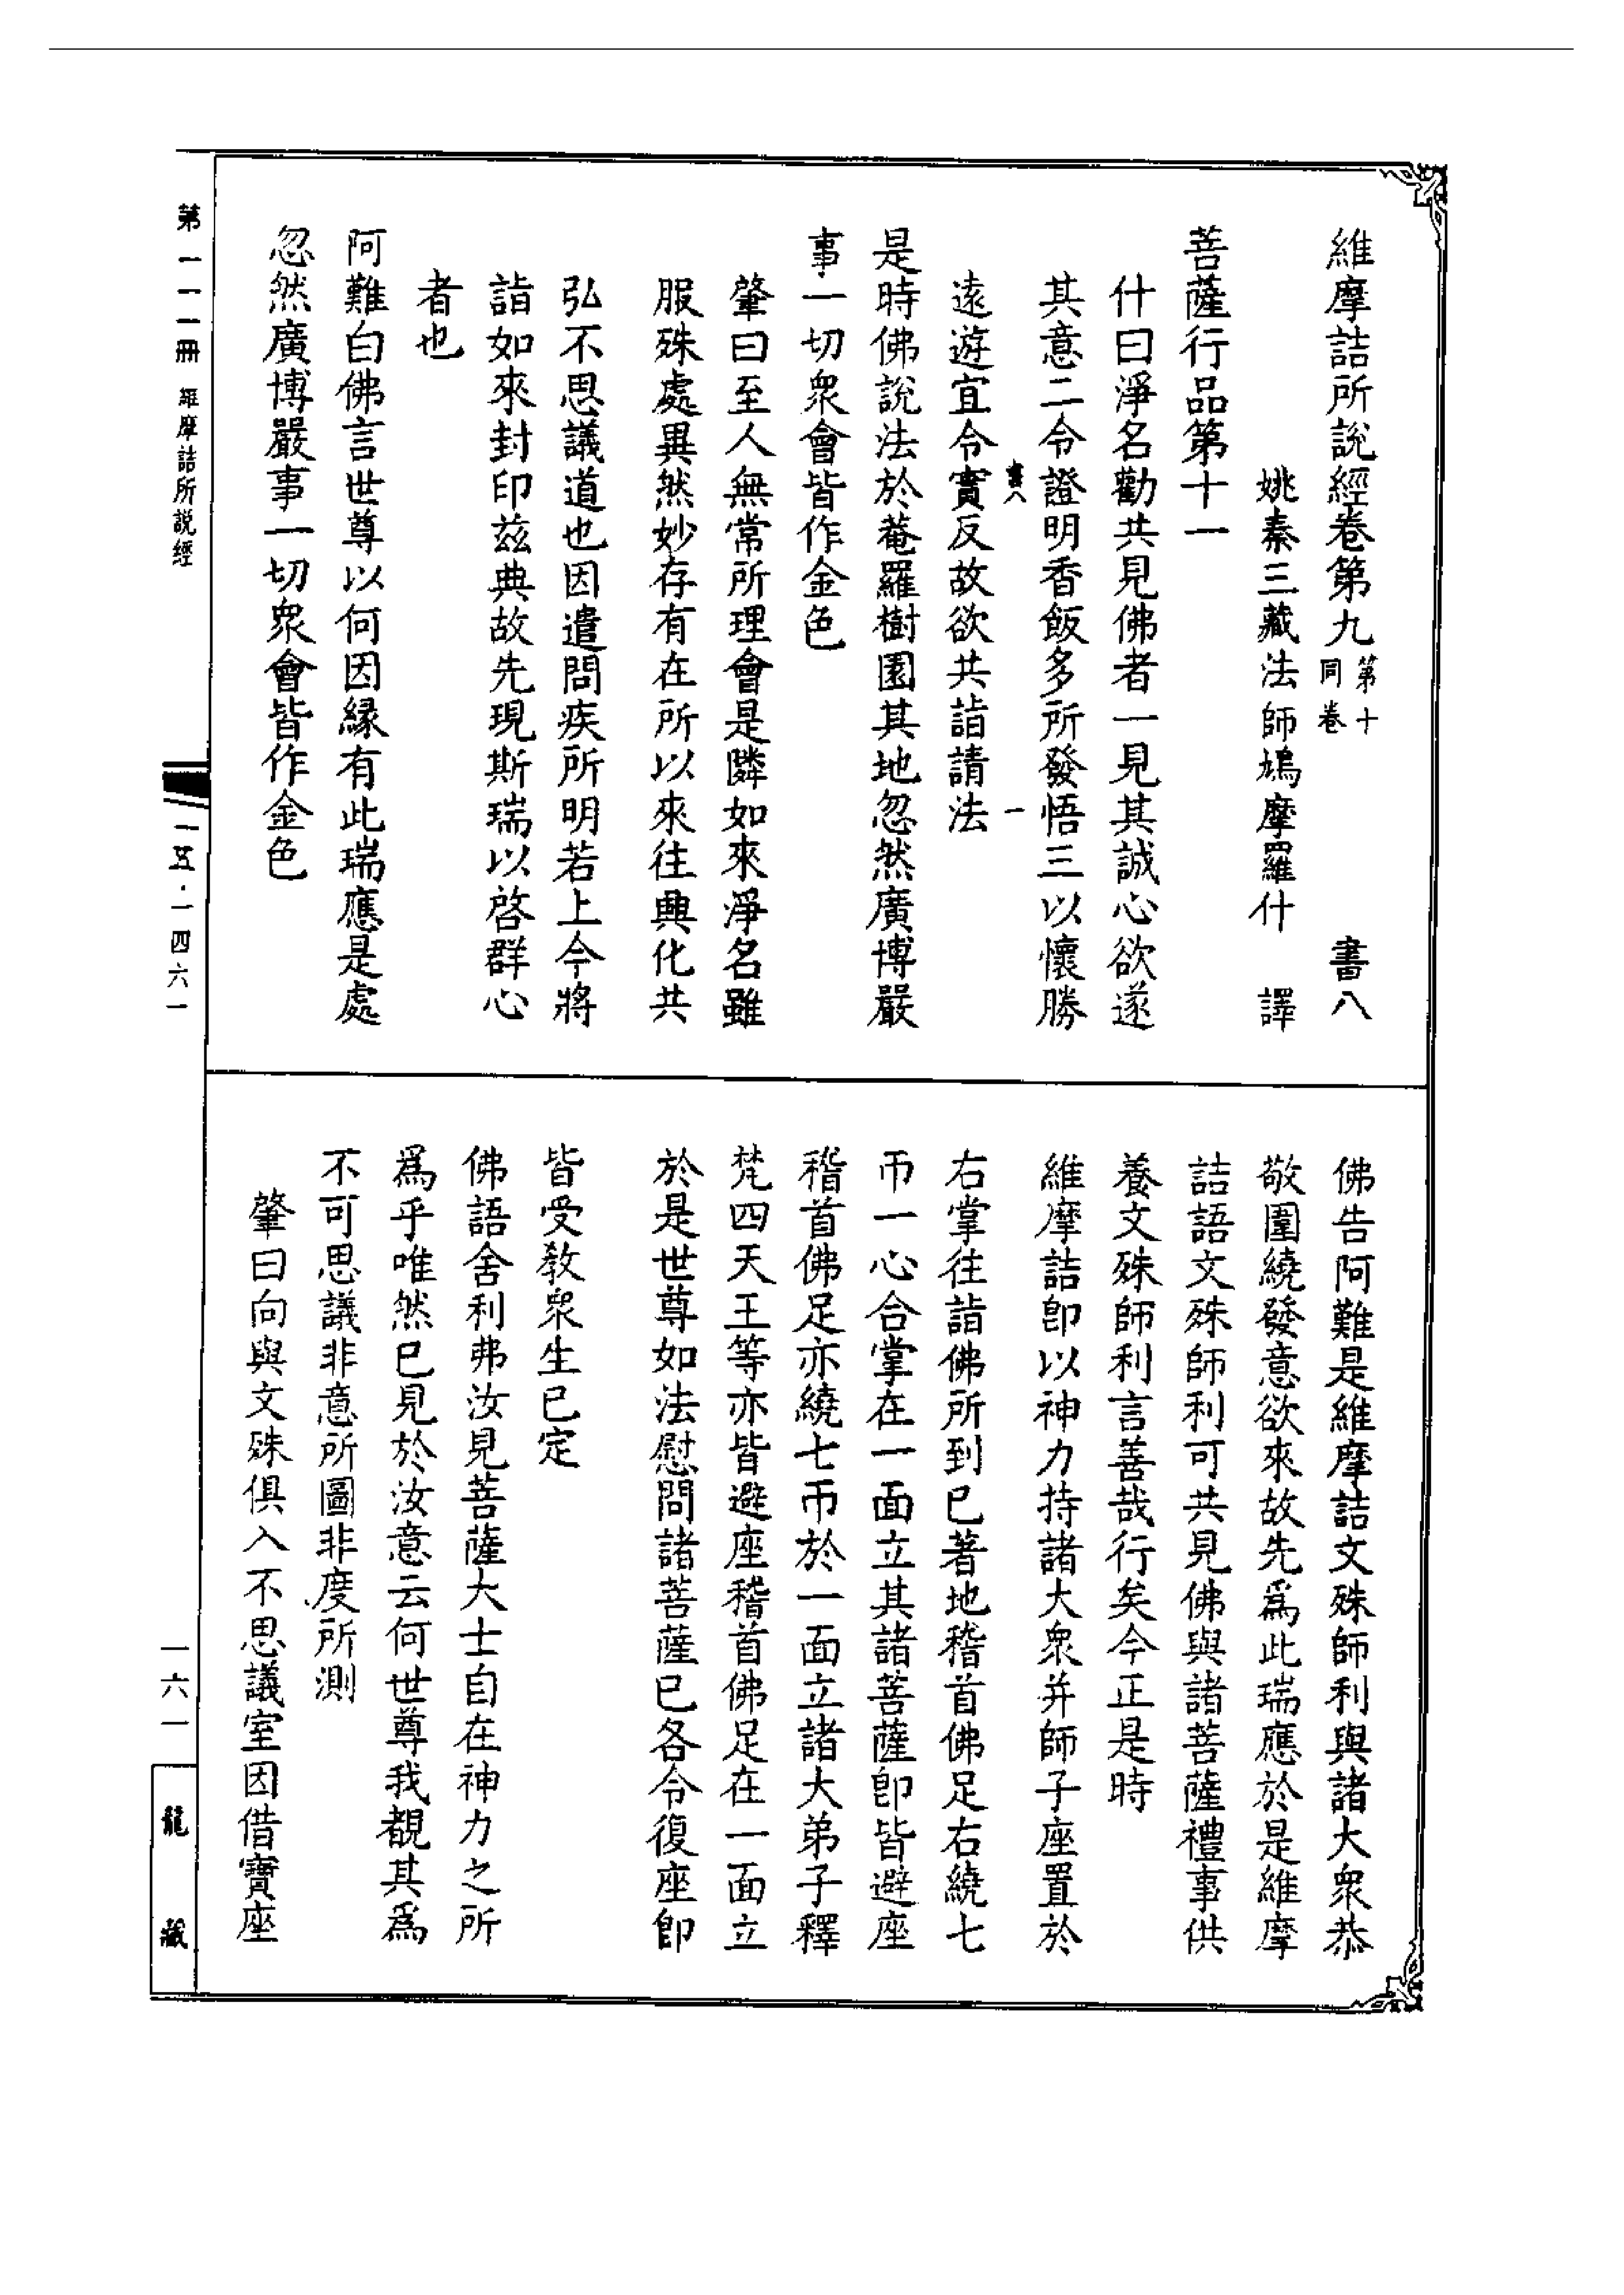 維摩詰所說經卷第九 第十同卷 書八
姚秦三藏法師鳩摩羅什 譯
菩薩行品第十一
什曰淨名勸共見佛者一見其誠心欲遂
其意二令證明香飯多所發悟三以懷勝
書八 一
遠遊宜令實反故欲共詣請法
是時佛說法於菴羅樹園其地忽然廣博嚴
事一切衆會皆作金色
肇曰至人無常所理會是隣如來淨名雖
服殊處異然妙存有在所以來往興化共
弘不思議道也因遣問疾所明若上今將
詣如來封印茲典故先現斯瑞以啓群心
者也
阿難白佛言世尊以何因緣有此瑞應是處
忽然廣博嚴事一切衆會皆作金色
佛告阿難是維摩詰文殊師利與諸大衆恭
敬圍繞發意欲來故先爲此瑞應於是維摩
詰語文殊師利可共見佛與諸菩薩禮事供
養文殊師利言善哉行矣今正是時
維摩詰卽以神力持諸大衆并師子座置於
右掌往詣佛所到已著地稽首佛足右繞七
帀一心合掌在一面立其諸菩薩卽皆避座
稽首佛足亦繞七帀於一面立諸大弟子釋
梵四天王等亦皆避座稽首佛足在一面立
於是世尊如法慰問諸菩薩已各令復座卽
皆受敎衆生已定
佛語舍利弗汝見菩薩大士自在神力之所
爲乎唯然已見於汝意云何世尊我覩其爲
不可思議非意所圖非度所測
肇曰向與文殊俱入不思議室因借寶座
第一一一冊 維摩詰所説經
一五·一四六一
一六一
龍藏